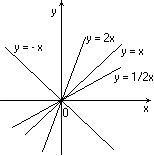 y
y = 2x
y = - x
y = x
y = 1/2x
x
0